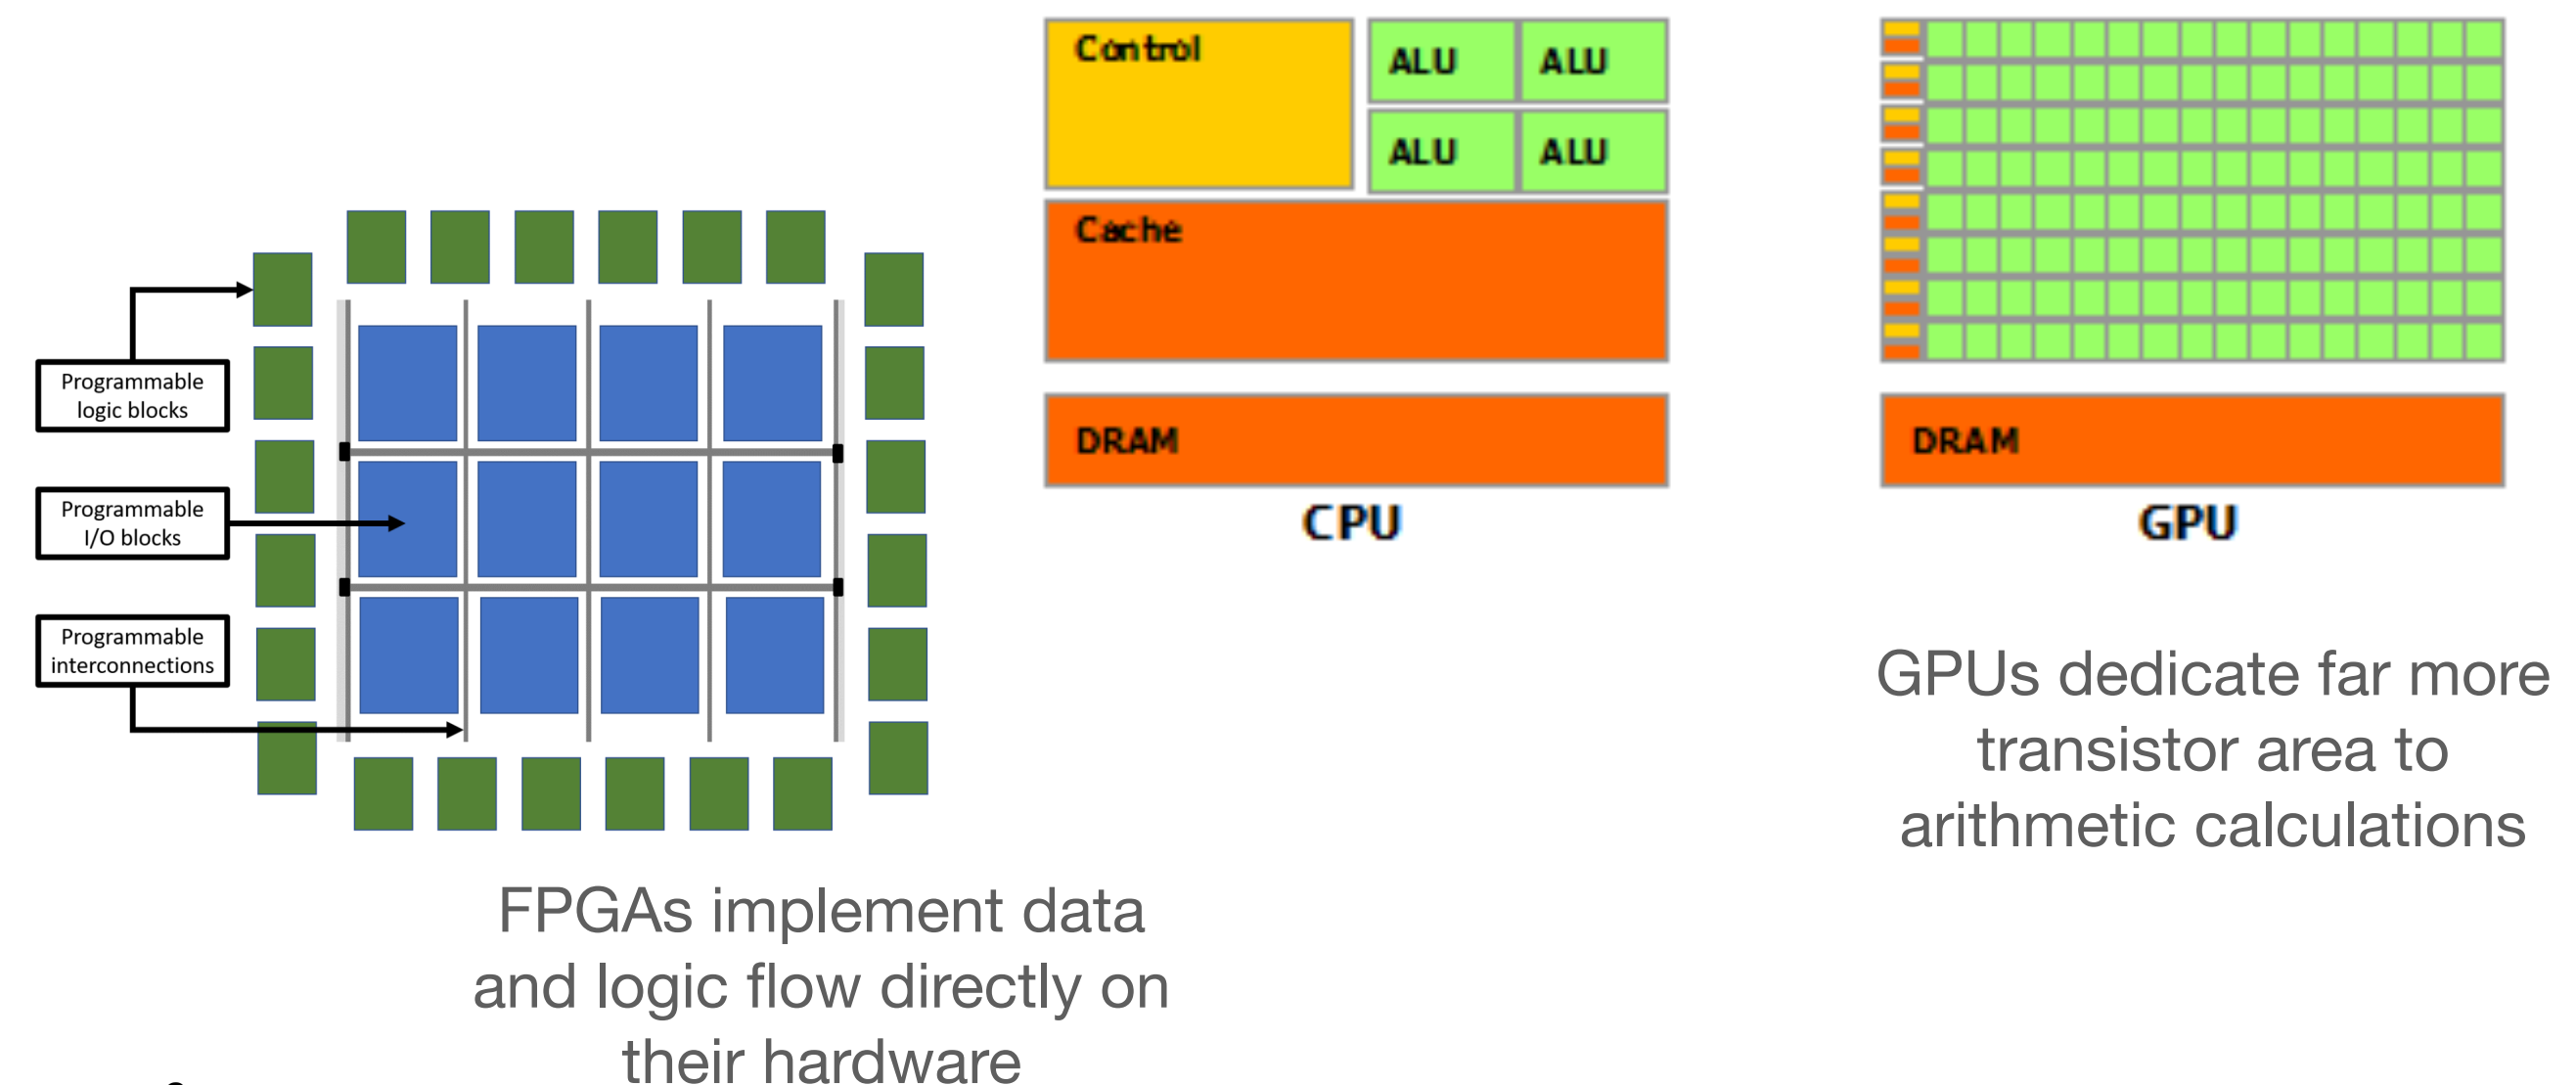 Programmable
logic blocks
Programmable
I/O blocks
Programmable
interconnections
FPGAs implement data
and logic flow directly on
their hardware
Control
ALU ALU
ALU ALU
Cache
DRAM
CPU
DRAM
GPU
GPUs dedicate far more
transistor area to
arithmetic calculations